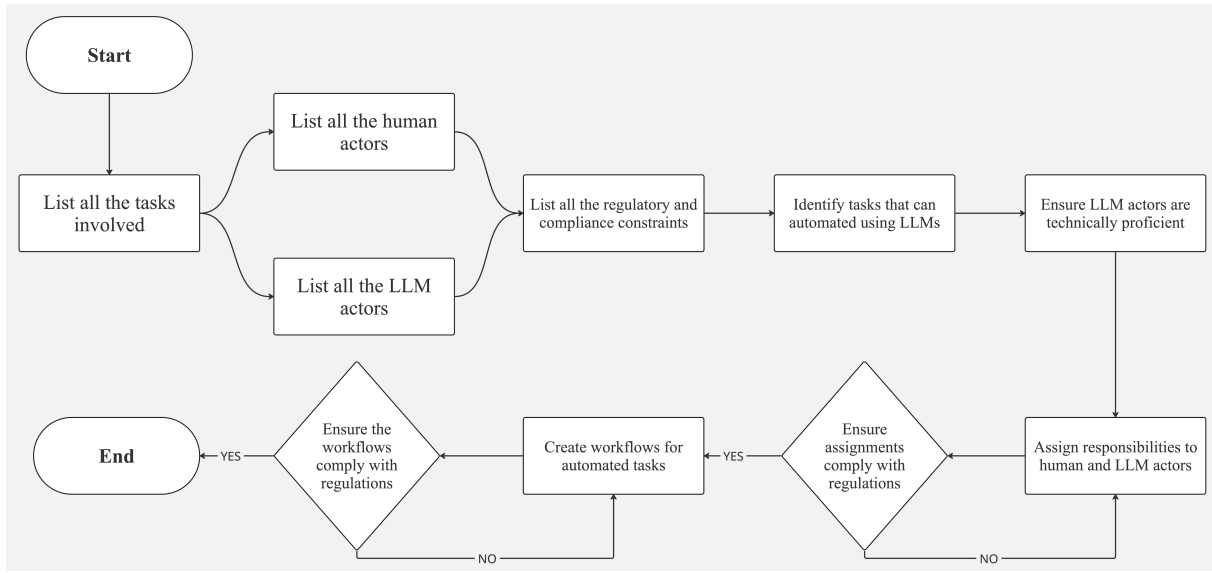 Start
List all the tasks
involved
List all the human
actors
List all the LLM
actors
List all the regulatory and
compliance constraints
Identify tasks that can
automated using LLMs
Ensure LLM actors are
technically proficient
Assign responsibilities to
human and LLM actors
Ensure
assignments
comply with
regulations
NO
YES
Create workflows for
automated tasks
Ensure the
workflows
comply with
regulations
NO
YES
End